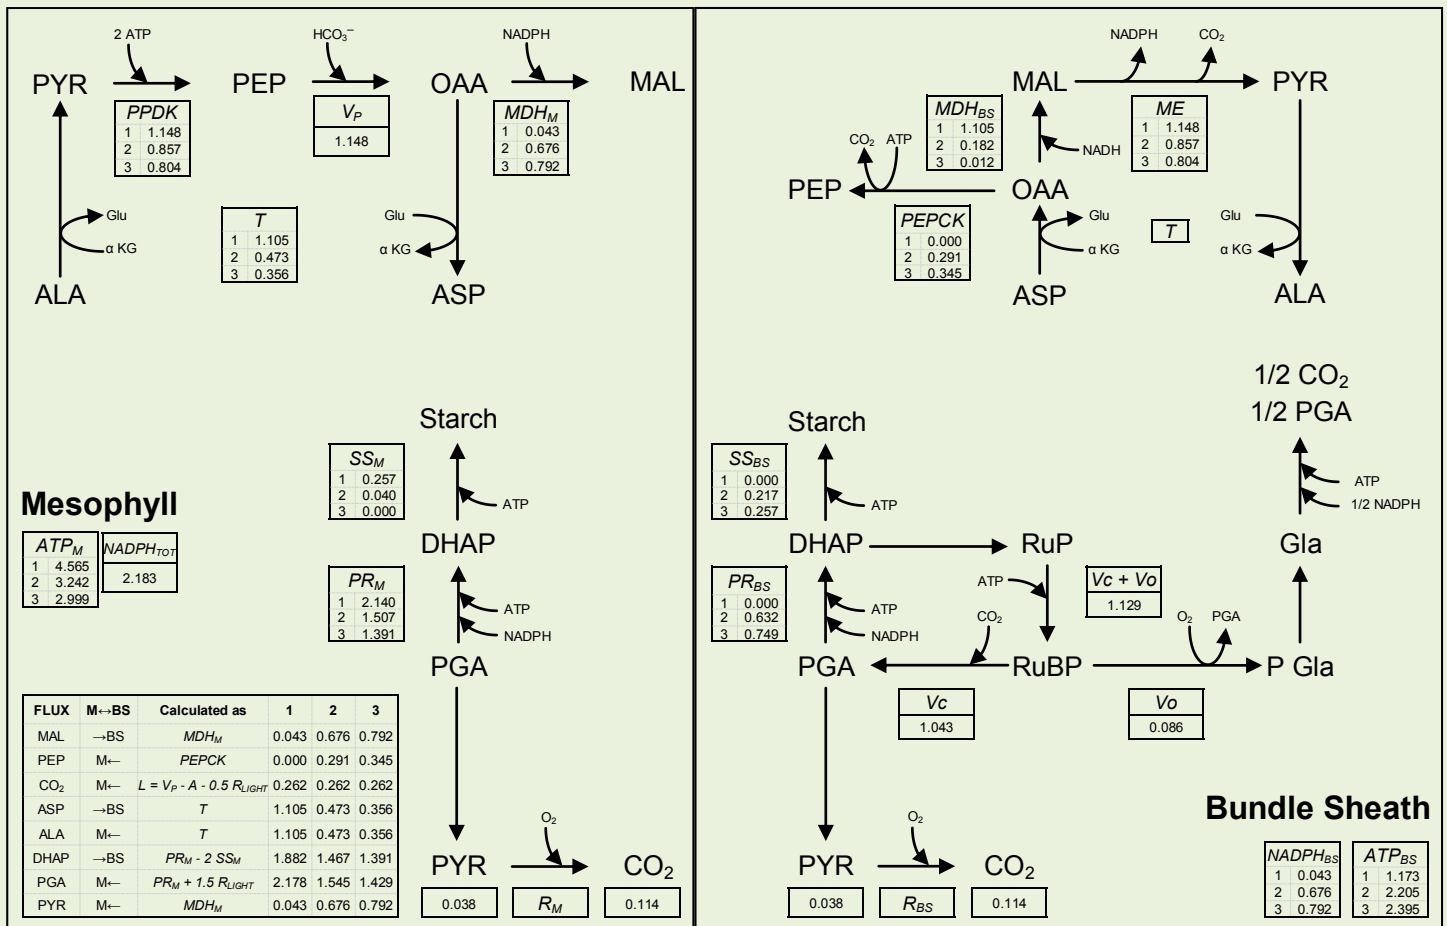 2 ATP
HCO3–
NADPH
PYR
PEP
OAA
MAL
PPDK
1 1.148
2 0.857
3 0.804
VP
1.148
MDHM
1 0.043
2 0.676
3 0.792
T
1 1.105
2 0.473
3 0.356
Glu
α KG
Glu
α KG
ALA
ASP
NADPH
CO2
MAL
PYR
MDHBS
1 1.105
2 0.182
3 0.012
ME
1 1.148
2 0.857
3 0.804
CO2
ATP
NADH
PEP
OAA
PEPCK
1 0.000
2 0.291
3 0.345
Glu
α KG
T
Glu
α KG
ASP
ALA
Starch
SSM
1 0.257
2 0.040
3 0.000
ATP
Mesophyll
ATPM
1 4.565
2 3.242
3 2.999
NADPHTOT
2.183
DHAP
PRM
1 2.140
2 1.507
3 1.391
ATP
NADPH
PGA
FLUX M↔BS Calculated as 1 2 3
MAL →BS MDHM 0.043 0.676 0.792
PEP M← PEPCK 0.000 0.291 0.345
CO2 M← L = VP - A - 0.5 RLIGHT 0.262 0.262 0.262
ASP →BS T 1.105 0.473 0.356
ALA M← T 1.105 0.473 0.356
DHAP →BS PRM - 2 SSM 1.882 1.467 1.391
PGA M← PRM + 1.5 RLIGHT 2.178 1.545 1.429
PYR M← MDHM 0.043 0.676 0.792
O2
PYR
CO2
0.038
RM
0.114
1/2 CO2
1/2 PGA
Starch
SSBS
1 0.000
2 0.217
3 0.257
ATP
ATP
1/2 NADPH
DHAP
RuP
Gla
PRBS
1 0.000
2 0.632
3 0.749
ATP
NADPH
ATP
Vc + Vo
1.129
CO2
O2
PGA
PGA
RuBP
P Gla
Vc
1.043
Vo
0.086
Bundle Sheath
O2
PYR
CO2
0.038
RBS
0.114
NADPHBS
1 0.043
2 0.676
3 0.792
ATPBS
1 1.173
2 2.205
3 2.395